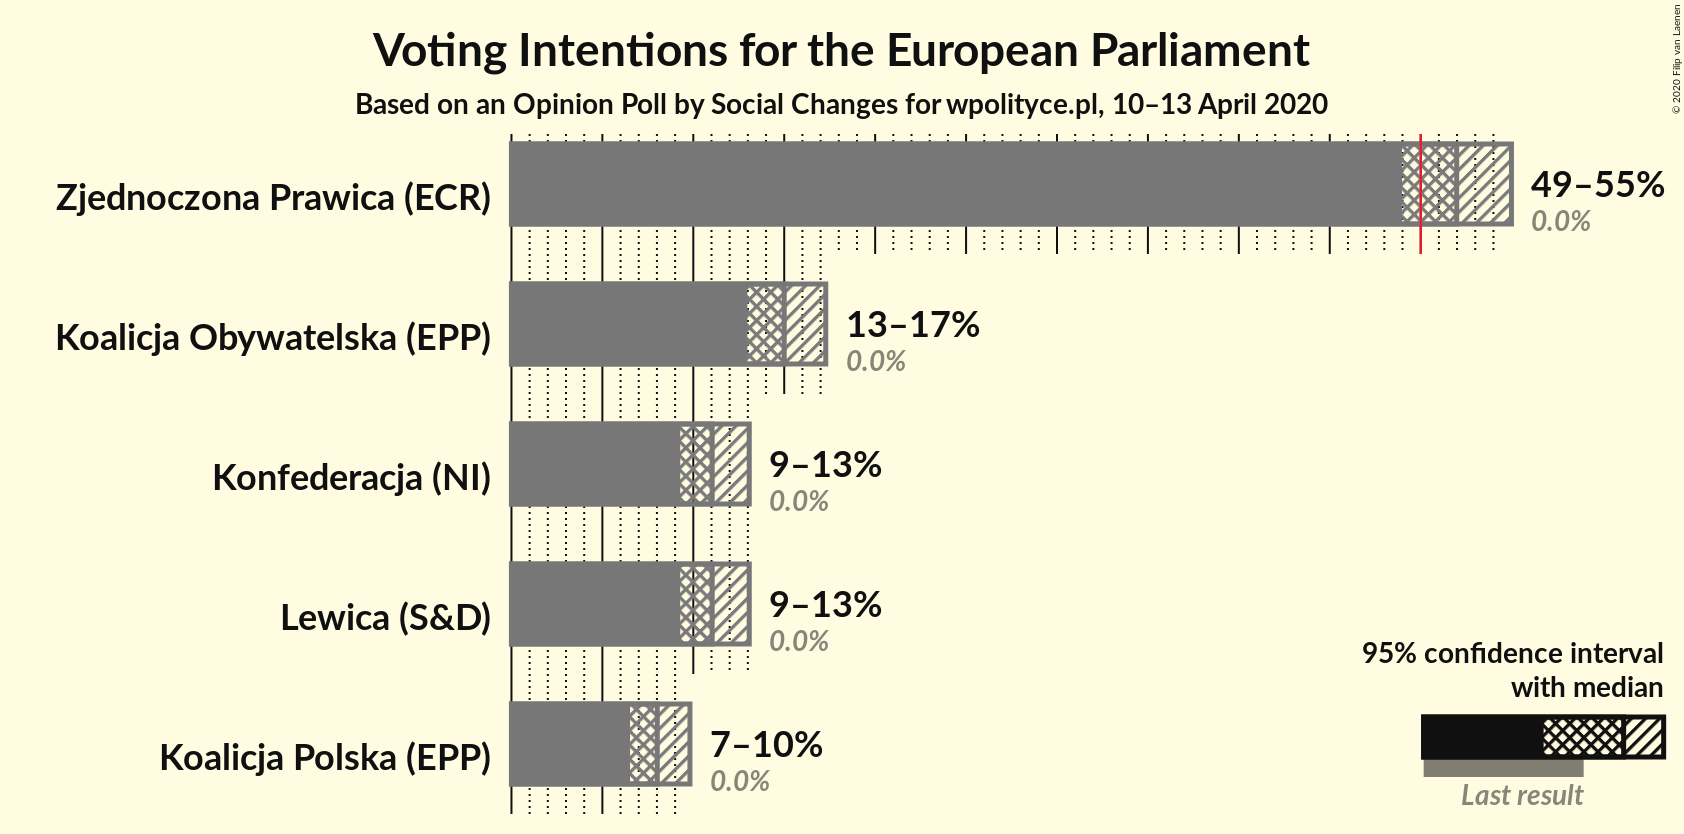 Voting Intentions for the European Parliament
Based on an Opinion Poll by Social Changes for wpolityce.pl, 10–13 April 2020
© 2020 Filip van Laenen
Zjednoczona Prawica (ECR)
49–55%
0.0%
Koalicja Obywatelska (EPP)
13–17%
0.0%
Konfederacja (NI)
9–13%
0.0%
Lewica (S&D)
9–13%
0.0%
Koalicja Polska (EPP)
7–10%
0.0%
95% confidence interval
with median
Last result